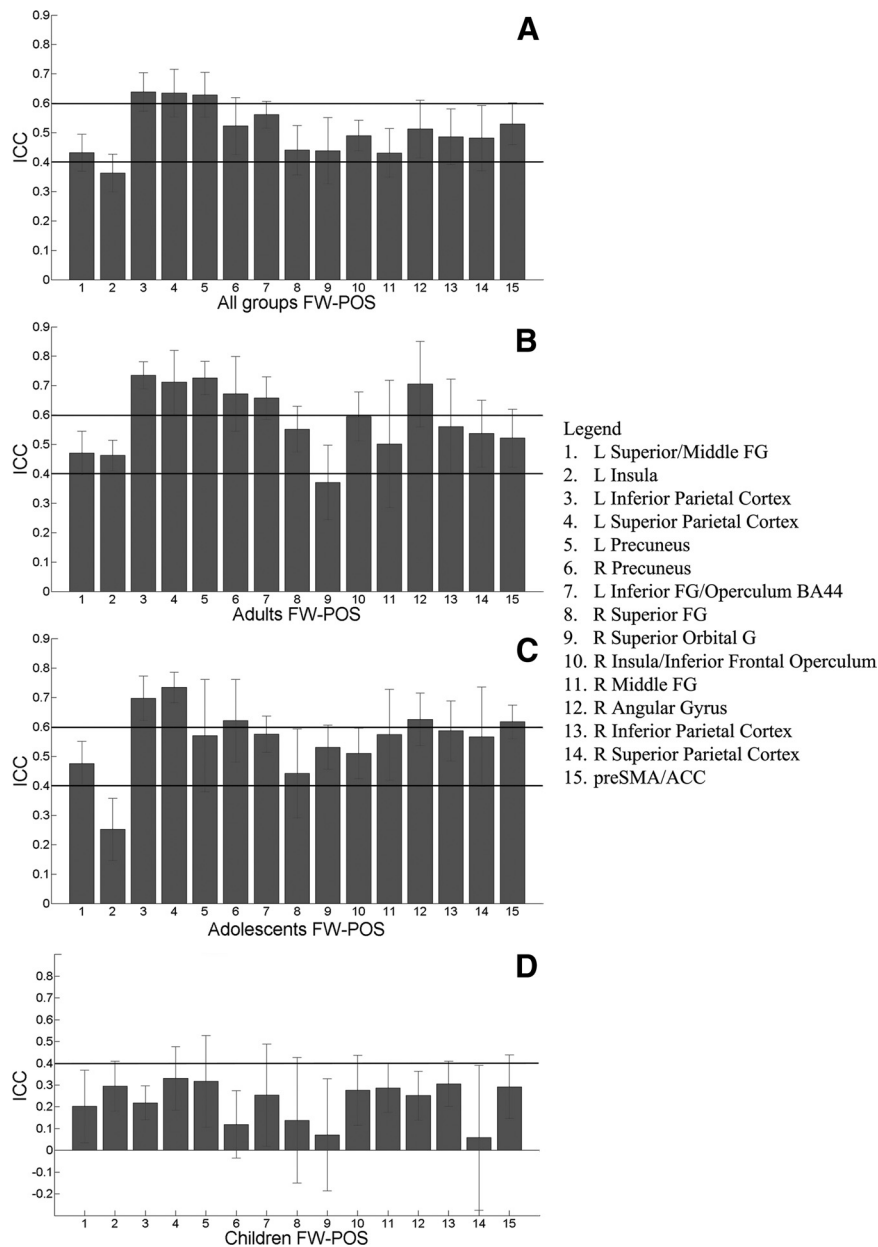 A
0.9
0.8
0.7
0.6
0.5
0.4
0.3
0.2
0.1
0
ICC
1 2 3 4 5 6 7 8 9 10 11 12 13 14 15
All groups FW-POS
B
0.9
0.8
0.7
0.6
0.5
0.4
0.3
0.2
0.1
0
ICC
1 2 3 4 5 6 7 8 9 10 11 12 13 14 15
Adults FW-POS
C
0.9
0.8
0.7
0.6
0.5
0.4
0.3
0.2
0.1
0
ICC
1 2 3 4 5 6 7 8 9 10 11 12 13 14 15
Adolescents FW-POS
D
0.8
0.7
0.6
0.5
0.4
0.3
0.2
0.1
0
-0.1
-0.2
ICC
1 2 3 4 5 6 7 8 9 10 11 12 13 14 15
Children FW-POS
Legend
1. L Superior/Middle FG
2. L Insula
3. L Inferior Parietal Cortex
4. L Superior Parietal Cortex
5. L Precuneus
6. R Precuneus
7. L Inferior FG/Operculum BA44
8. R Superior FG
9. R Superior Orbital G
10. R Insula/Inferior Frontal Operculum
11. R Middle FG
12. R Angular Gyrus
13. R Inferior Parietal Cortex
14. R Superior Parietal Cortex
15. preSMA/ACC